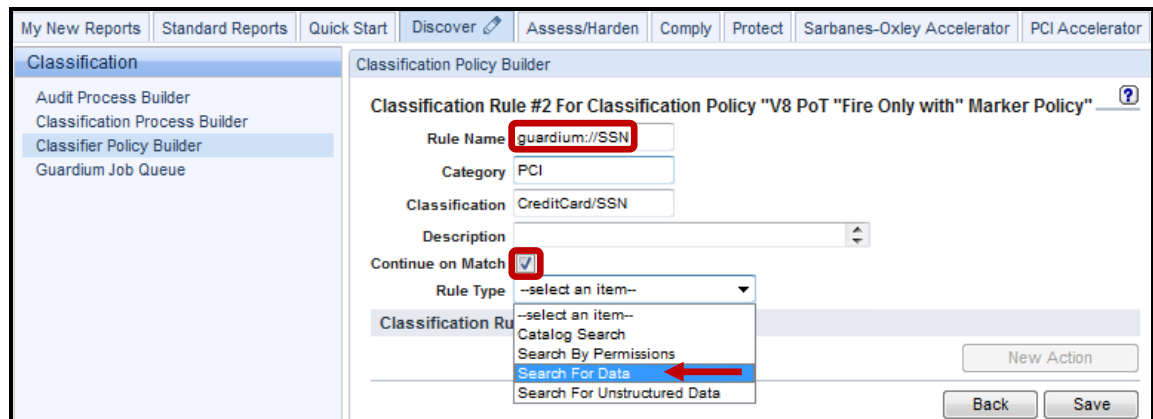 My New Reports Standard Reports Quick Start Discover Assess/Harden Comply Protect Sarbanes-Oxley Accelerator PCI Accelerator
Classification
Audit Process Builder
Classification Process Builder
Classifier Policy Builder
Guardium Job Queue
Classification Policy Builder
Classification Rule #2 For Classification Policy "V8 PoT "Fire Only with" Marker Policy" ?
Rule Name guardium://SSN
Category PCI
Classification CreditCard/SSN
Description
Continue on Match
Rule Type --select an item--
--select an item--
Classification Ru
Catalog Search
Search By Permissions
Search For Data
Search For Unstructured Data
New Action
Back Save